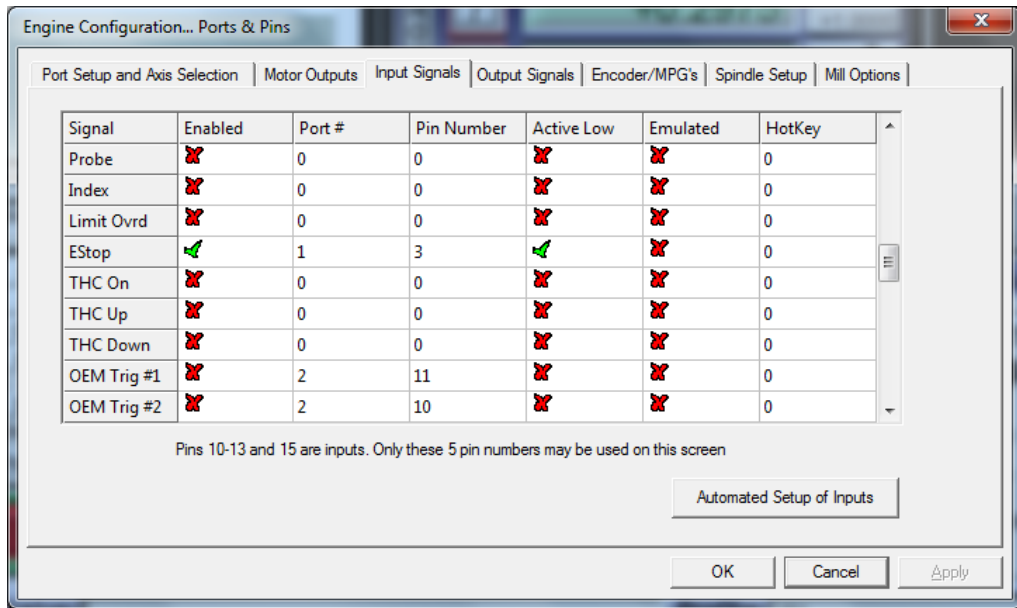 Engine Configuration... Ports & Pins
Port Setup and Axis Selection Motor Outputs Input Signals Output Signals Encoder/MPG's Spindle Setup Mill Options
Signal Enabled Port # Pin Number Active Low Emulated HotKey
Probe 0 0 0
Index 0 0 0
Limit Ovrd 0 0 0
EStop 1 3 0
THC On 0 0 0
THC Up 0 0 0
THC Down 0 0 0
OEM Trig #1 2 11 0
OEM Trig #2 2 10 0
Pins 10-13 and 15 are inputs. Only these 5 pin numbers may be used on this screen
Automated Setup of Inputs
OK Cancel Apply